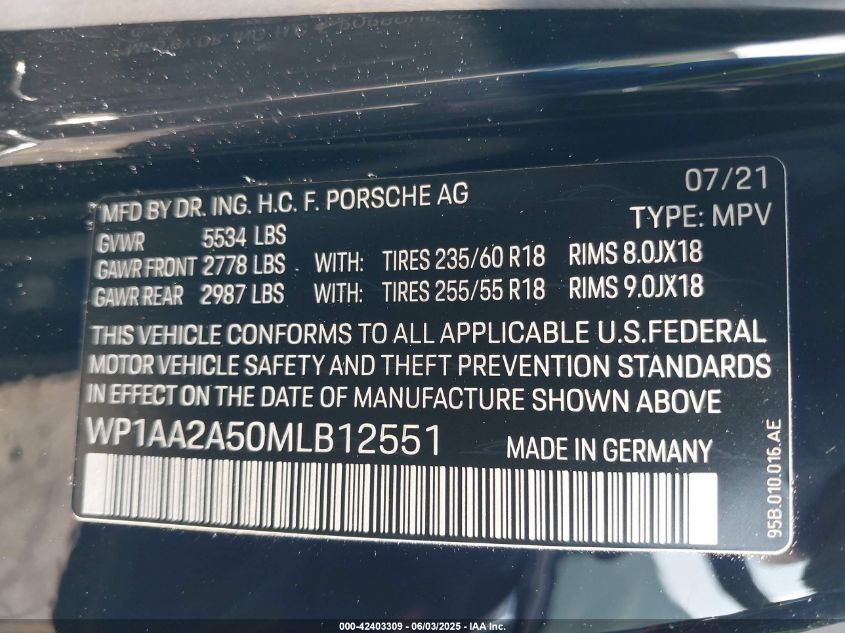 MFD BY DR. ING. H.C. F. PORSCHE AG 07/21
TYPE: MPV
GVWR 5534 LBS
GAWR FRONT 2778 LBS WITH: TIRES 235/60 R18 RIMS 8.0JX18
GAWR REAR 2987 LBS WITH: TIRES 255/55 R18 RIMS 9.0JX18
THIS VEHICLE CONFORMS TO ALL APPLICABLE U.S.FEDERAL
MOTOR VEHICLE SAFETY AND THEFT PREVENTION STANDARDS
IN EFFECT ON THE DATE OF MANUFACTURE SHOWN ABOVE
WP1AA2A50MLB12551 MADE IN GERMANY
95B.010.016.AE
000-42403309 - 06/03/2025 - IAA Inc.